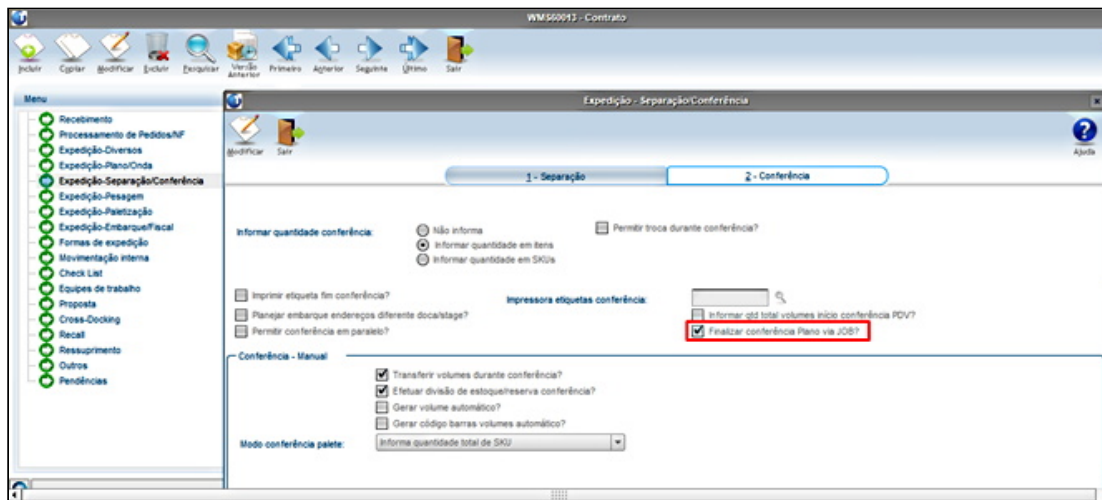 WMS60013 - Contrato
Incluir Copiar Modificar Excluir Pesquisar Versão Anterior Primeiro Anterior Seguinte Último Sair
Menu
Recebimento
Processamento de Pedidos/NF
Expedição-Diversos
Expedição-Plano/Onda
Expedição-Separação/Conferência
Expedição-Pesagem
Expedição-Paletização
Expedição-Embarque/Fiscal
Formas de expedição
Movimentação interna
Check List
Equipes de trabalho
Proposta
Cross-Docking
Recall
Ressuprimento
Outros
Pendências
Expedição - Separação/Conferência
Modificar Sair Ajuda
1 - Separação 2 - Conferência
Informar quantidade conferência: Não informa Permitir troca durante conferência?
Informar quantidade em itens
Informar quantidade em SKUs
Imprimir etiqueta fim conferência? Impressora etiquetas conferência:
Planejar embarque endereços diferente doca/stage? Informar qtd total volumes início conferência PDV?
Permitir conferência em paralelo? Finalizar conferência Plano via JOB?
Conferência - Manual
Transferir volumes durante conferência?
Efetuar divisão de estoque/reserva conferência?
Gerar volume automático?
Gerar código barras volumes automático?
Modo conferência palete: Informa quantidade total de SKU